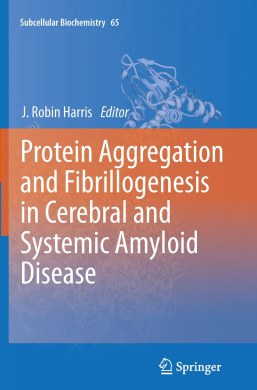 Subcellular Biochemistry 65
J. Robin Harris Editor
Protein Aggregation
and Fibrillogenesis
in Cerebral and
Systemic Amyloid
Disease
Springer